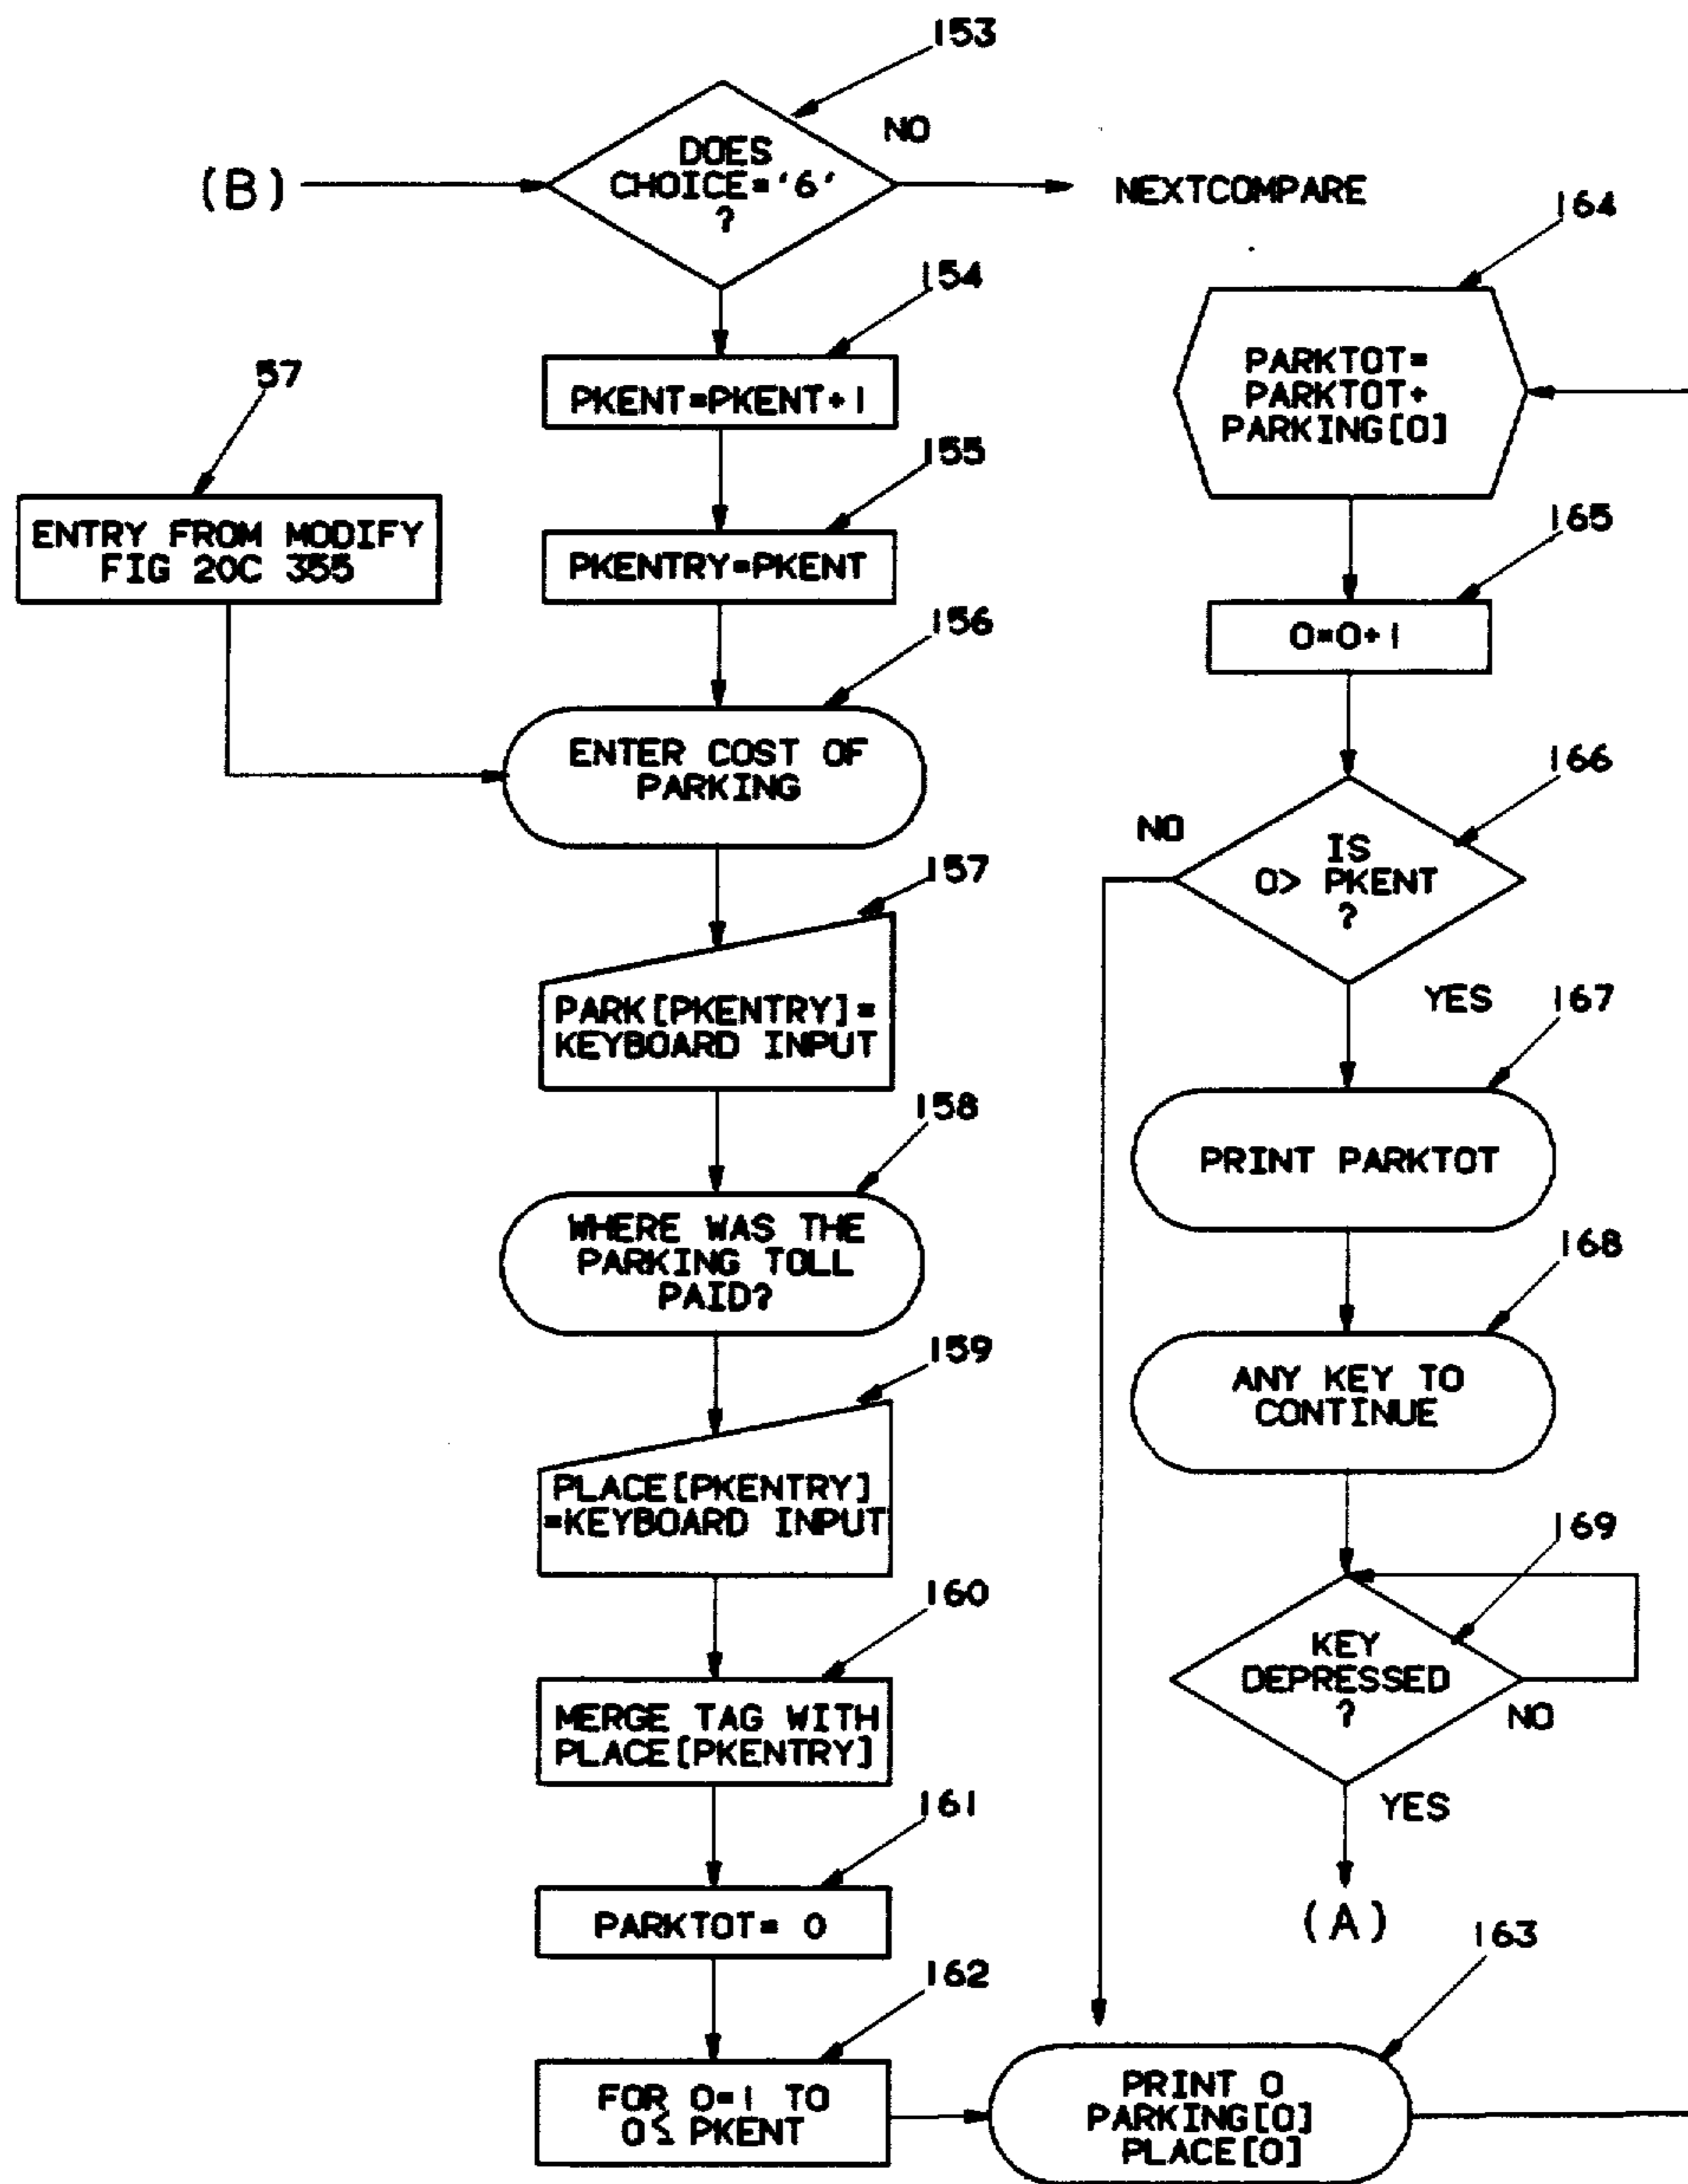 153
DOES
CHOICE='6'
?
NO
(B)
NEXTCOMPARE
154
PKENT=PKENT+1
57
ENTRY FROM MODIFY
FIG 20C 355
155
PKENTRY=PKENT
156
ENTER COST OF
PARKING
157
PARK[PKENTRY]=
KEYBOARD INPUT
158
WHERE WAS THE
PARKING TOLL
PAID?
159
PLACE[PKENTRY]
=KEYBOARD INPUT
160
MERGE TAG WITH
PLACE[PKENTRY]
161
PARKTOT= 0
162
FOR O=1 TO
O≤ PKENT
163
PRINT O
PARKING[O]
PLACE[O]
164
PARKTOT=
PARKTOT+
PARKING[O]
165
O=O+1
166
NO
IS
O> PKENT
?
YES
167
PRINT PARKTOT
168
ANY KEY TO
CONTINUE
169
KEY
DEPRESSED
?
NO
YES
(A)